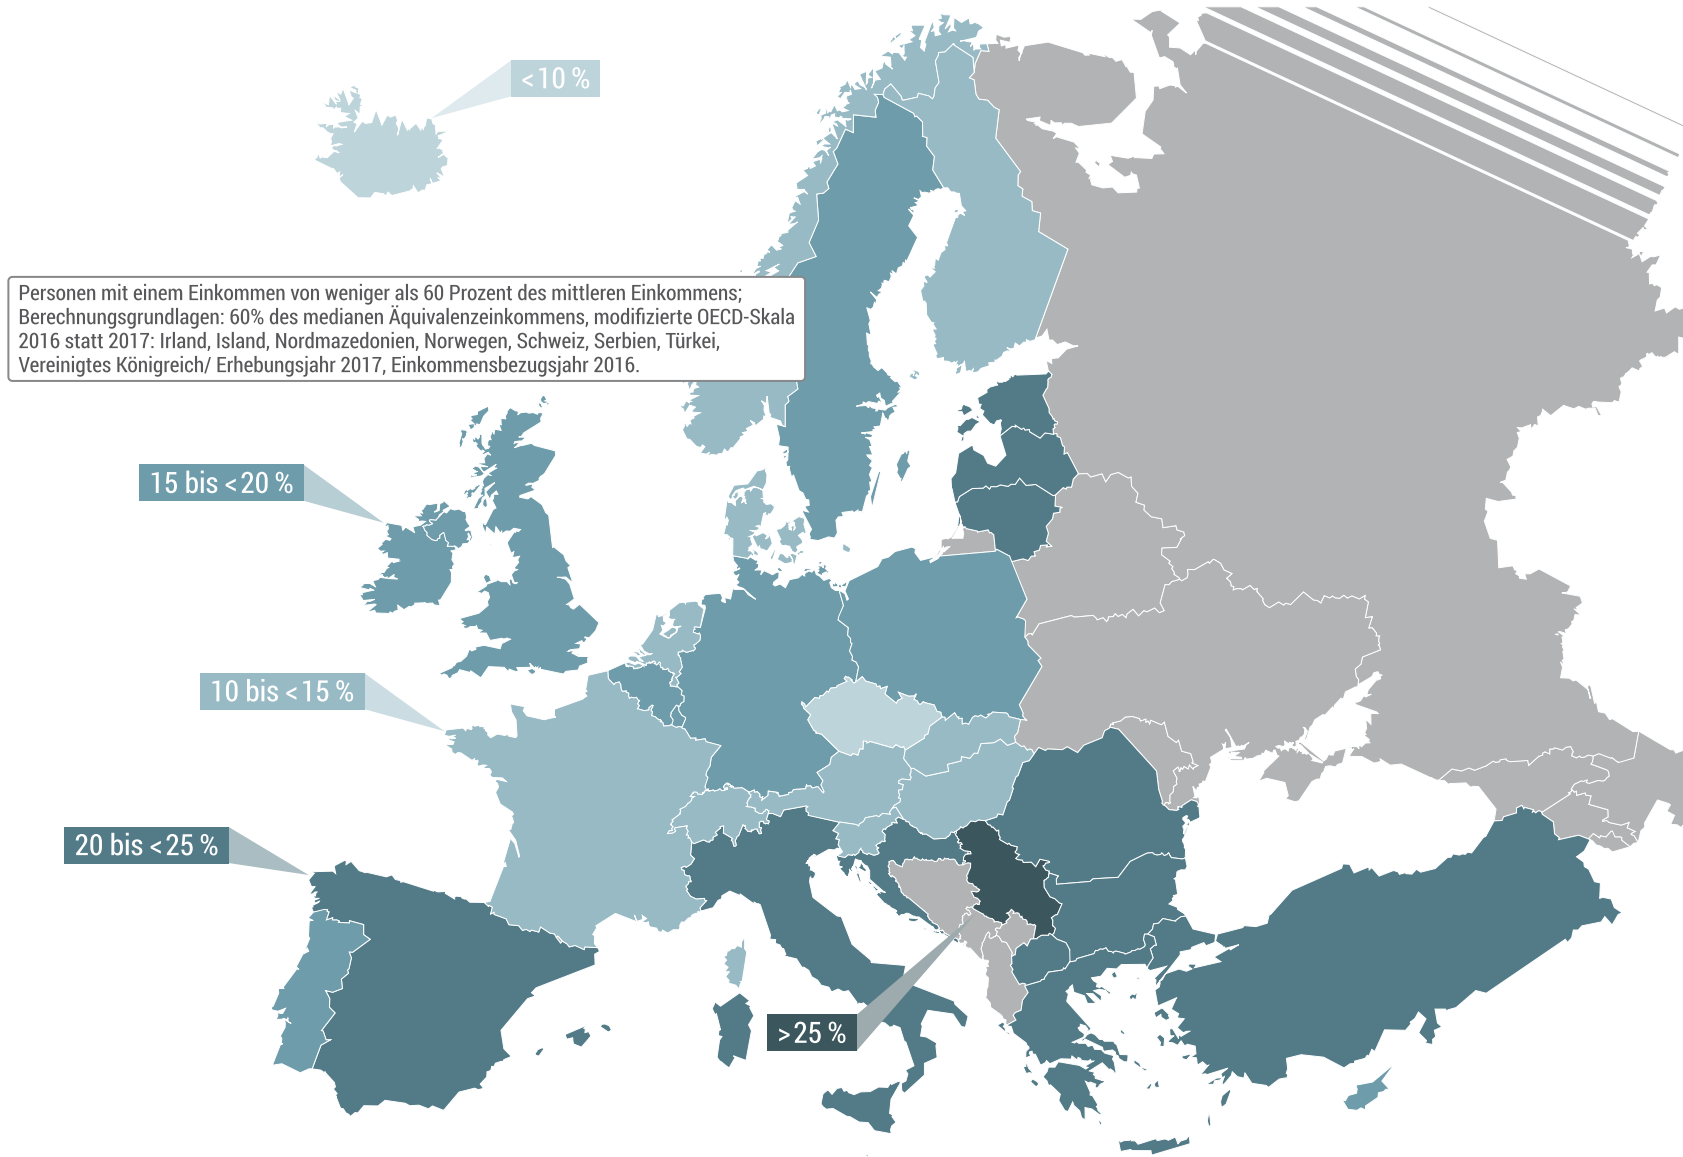 <10 %
Personen mit einem Einkommen von weniger als 60 Prozent des mittleren Einkommens;
Berechnungsgrundlagen: 60% des medianen Äquivalenzeinkommens, modifizierte OECD-Skala
2016 statt 2017: Irland, Island, Nordmazedonien, Norwegen, Schweiz, Serbien, Türkei,
Vereinigtes Königreich/ Erhebungsjahr 2017, Einkommensbezugsjahr 2016.
15 bis <20 %
10 bis <15 %
20 bis <25 %
>25 %